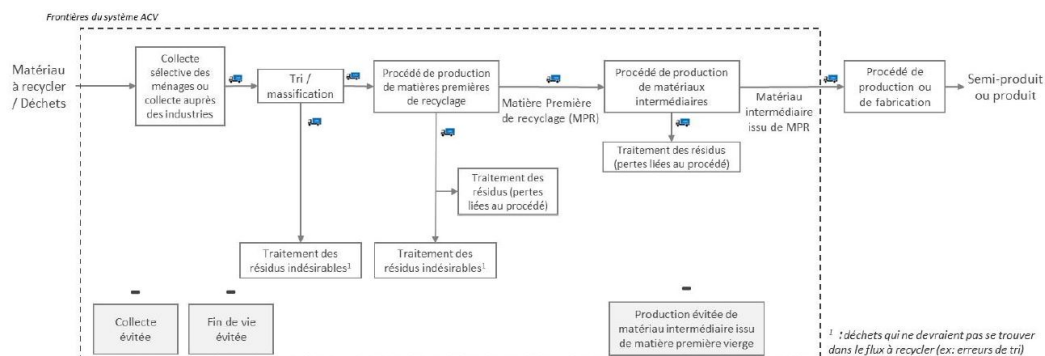 Frontières du système ACV
Matériau
à recycler
/ Déchets
Collecte
sélective des
ménages ou
collecte auprès
des industries
Tri /
massification
Procédé de production
de matières premières
de recyclage
Matière Première
de recyclage (MPR)
Procédé de production
de matériaux
intermédiaires
Matériau
intermédiaire
issu de MPR
Procédé de
production ou
de fabrication
Semi-produit
ou produit
Traitement des résidus
(pertes liées au procédé)
Traitement des
résidus (pertes
liées au procédé)
Traitement des
résidus indésirables¹
Traitement des
résidus indésirables¹
Collecte
évitée
Fin de vie
évitée
Production évitée de
matériau intermédiaire issu
de matière première vierge
¹ : déchets qui ne devraient pas se trouver
dans le flux à recycler (ex: erreurs de tri)